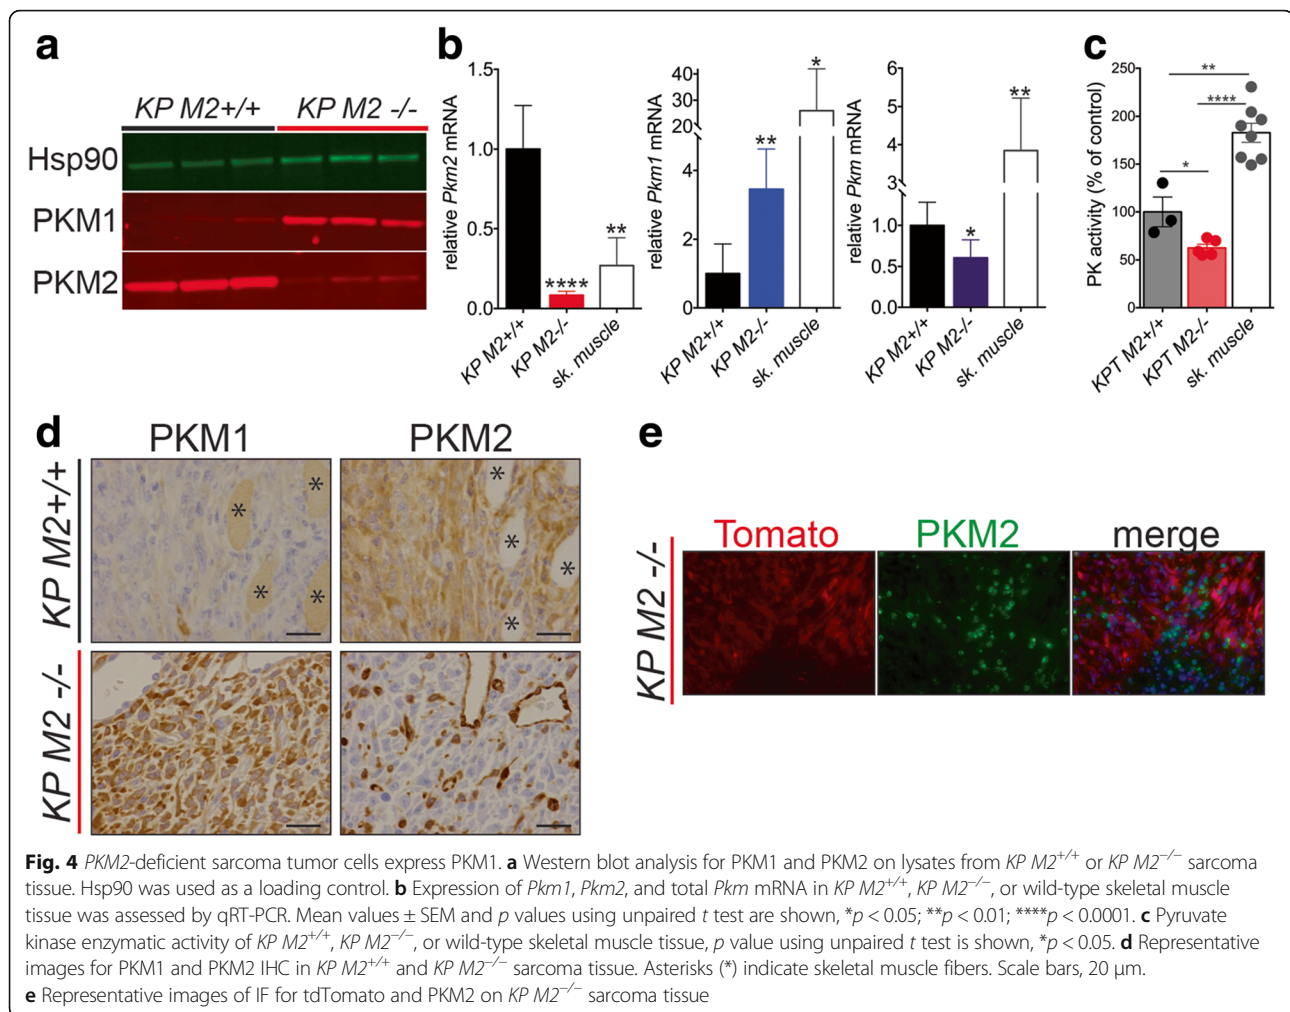 a
KP M2+/+
KP M2 -/-
Hsp90
PKM1
PKM2
b
relative Pkm2 mRNA
1.5
1.0
0.5
0.0
****
**
KP M2+/+
KP M2-/-
sk. muscle
relative Pkm1 mRNA
40
30
20
4
2
0
**
*
KP M2+/+
KP M2-/-
sk. muscle
relative Pkm mRNA
6
5
4
3
1.0
0.5
0.0
*
**
KP M2+/+
KP M2-/-
sk. muscle
c
PK activity (% of control)
250
200
150
100
50
0
**
****
*
KPT M2+/+
KPT M2-/-
sk. muscle
d
PKM1
PKM2
KP M2+/+
* * * *
* * * *
KP M2 -/-
e
Tomato
PKM2
merge
KP M2 -/-
Fig. 4 PKM2-deficient sarcoma tumor cells express PKM1. a Western blot analysis for PKM1 and PKM2 on lysates from KP M2+/+ or KP M2−/− sarcoma
tissue. Hsp90 was used as a loading control. b Expression of Pkm1, Pkm2, and total Pkm mRNA in KP M2+/+, KP M2−/−, or wild-type skeletal muscle
tissue was assessed by qRT-PCR. Mean values ± SEM and p values using unpaired t test are shown, *p < 0.05; **p < 0.01; ****p < 0.0001. c Pyruvate
kinase enzymatic activity of KP M2+/+, KP M2−/−, or wild-type skeletal muscle tissue, p value using unpaired t test is shown, *p < 0.05. d Representative
images for PKM1 and PKM2 IHC in KP M2+/+ and KP M2−/− sarcoma tissue. Asterisks (*) indicate skeletal muscle fibers. Scale bars, 20 μm.
e Representative images of IF for tdTomato and PKM2 on KP M2−/− sarcoma tissue